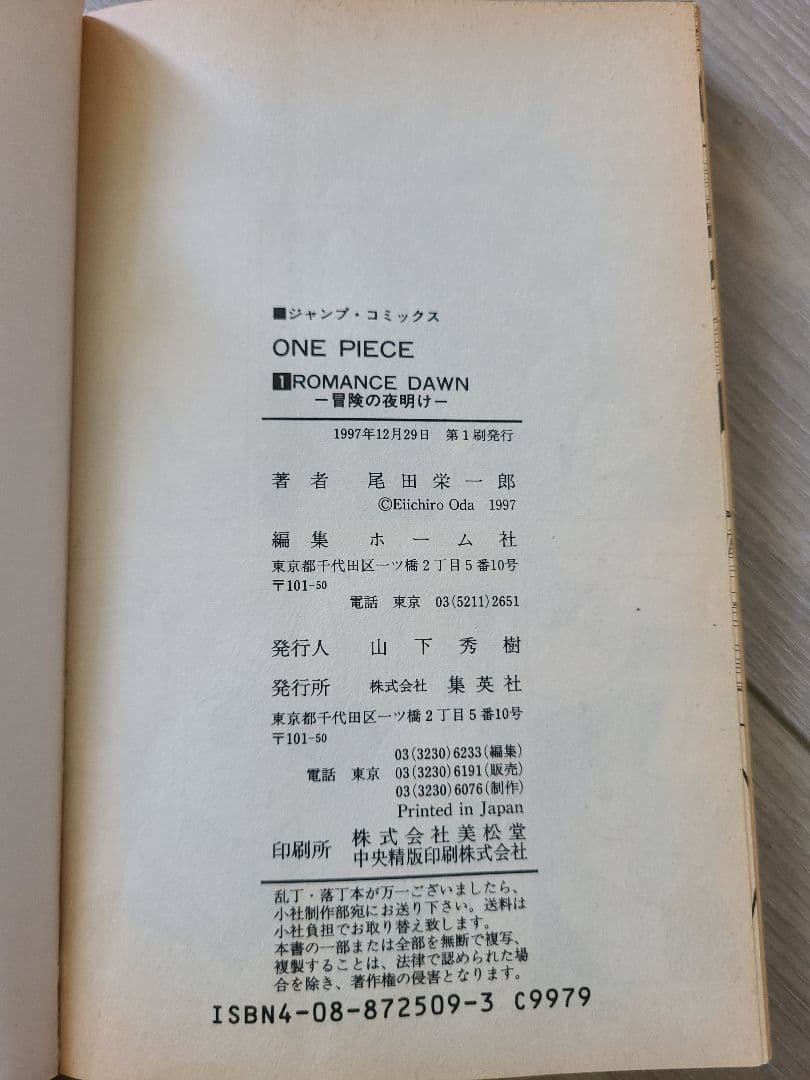 ■ジャンプ・コミックス
ONE PIECE
1 ROMANCE DAWN
―冒険の夜明け―
1997年12月29日 第1刷発行
著者 尾田栄一郎
©Eiichiro Oda 1997
編集 ホーム社
東京都千代田区一ツ橋2丁目5番10号
〒101-50
電話 東京 03(5211)2651
発行人 山下秀樹
発行所 株式会社 集英社
東京都千代田区一ツ橋2丁目5番10号
〒101-50
03(3230)6233(編集)
電話 東京 03(3230)6191(販売)
03(3230)6076(制作)
Printed in Japan
印刷所 株式会社美松堂
中央精版印刷株式会社
乱丁・落丁本が万一ございましたら、
小社制作部宛にお送り下さい。送料は
小社負担でお取り替え致します。
本書の一部または全部を無断で複写、
複製することは、法律で認められた場
合を除き、著作権の侵害となります。
ISBN4-08-872509-3 C9979